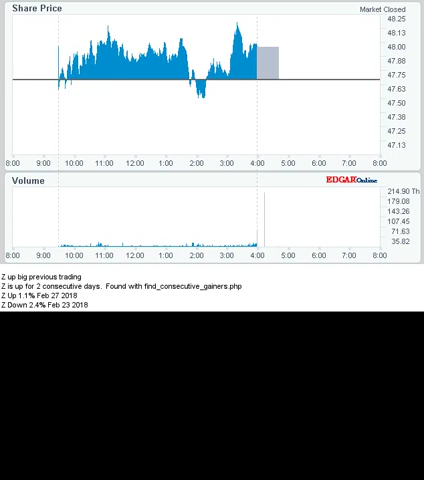 Share Price
Market Closed
48.25
48.13
48.00
47.88
47.75
47.63
47.50
47.38
47.25
47.13
8:00 9:00 10:00 11:00 12:00 1:00 2:00 3:00 4:00 5:00 6:00 7:00 8:00
Volume
EDGAR Online
214.90 Th
179.08
143.26
107.45
71.63
35.82
8:00 9:00 10:00 11:00 12:00 1:00 2:00 3:00 4:00 5:00 6:00 7:00 8:00
Z up big previous trading
Z is up for 2 consecutive days. Found with find_consecutive_gainers.php
Z Up 1.1% Feb 27 2018
Z Down 2.4% Feb 23 2018